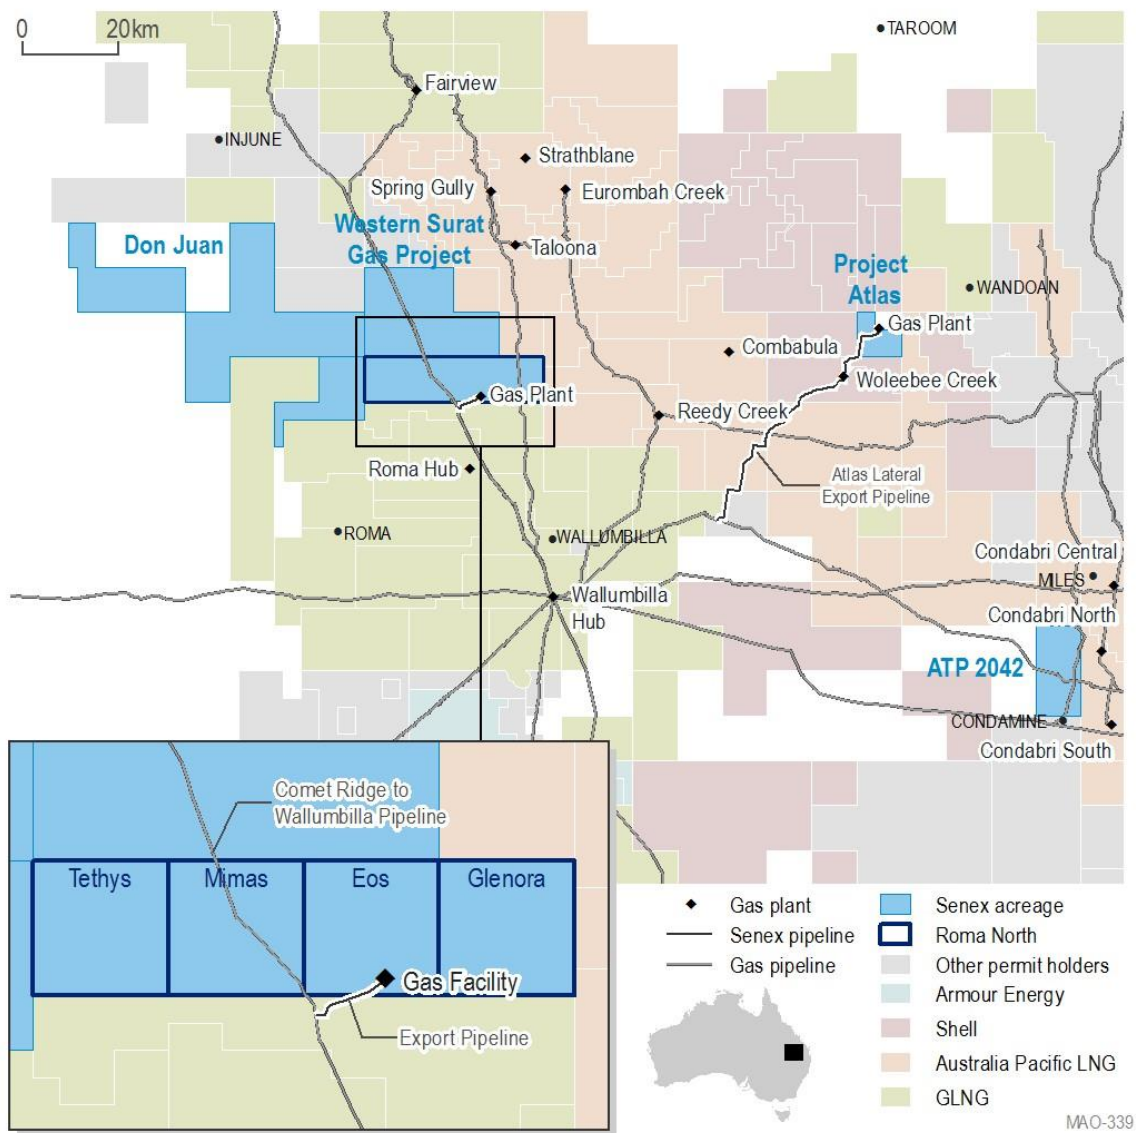 0 20km
TAROOM
Fairview
INJUNE
Strathblane
Spring Gully
Eurombah Creek
Western Surat
Gas Project
Don Juan
Taloona
Project
Atlas
WANDOAN
Gas Plant
Combabula
Woleebee Creek
Gas Plant
Reedy Creek
Roma Hub
Atlas Lateral
Export Pipeline
ROMA
WALLUMBILLA
Condabri Central
MILES
Wallumbilla
Hub
Condabri North
ATP 2042
CONDAMINE
Condabri South
Comet Ridge to
Wallumbilla Pipeline
Tethys
Mimas
Eos
Glenora
Gas Facility
Export Pipeline
Gas plant
Senex pipeline
Gas pipeline
Senex acreage
Roma North
Other permit holders
Armour Energy
Shell
Australia Pacific LNG
GLNG
MAO-339